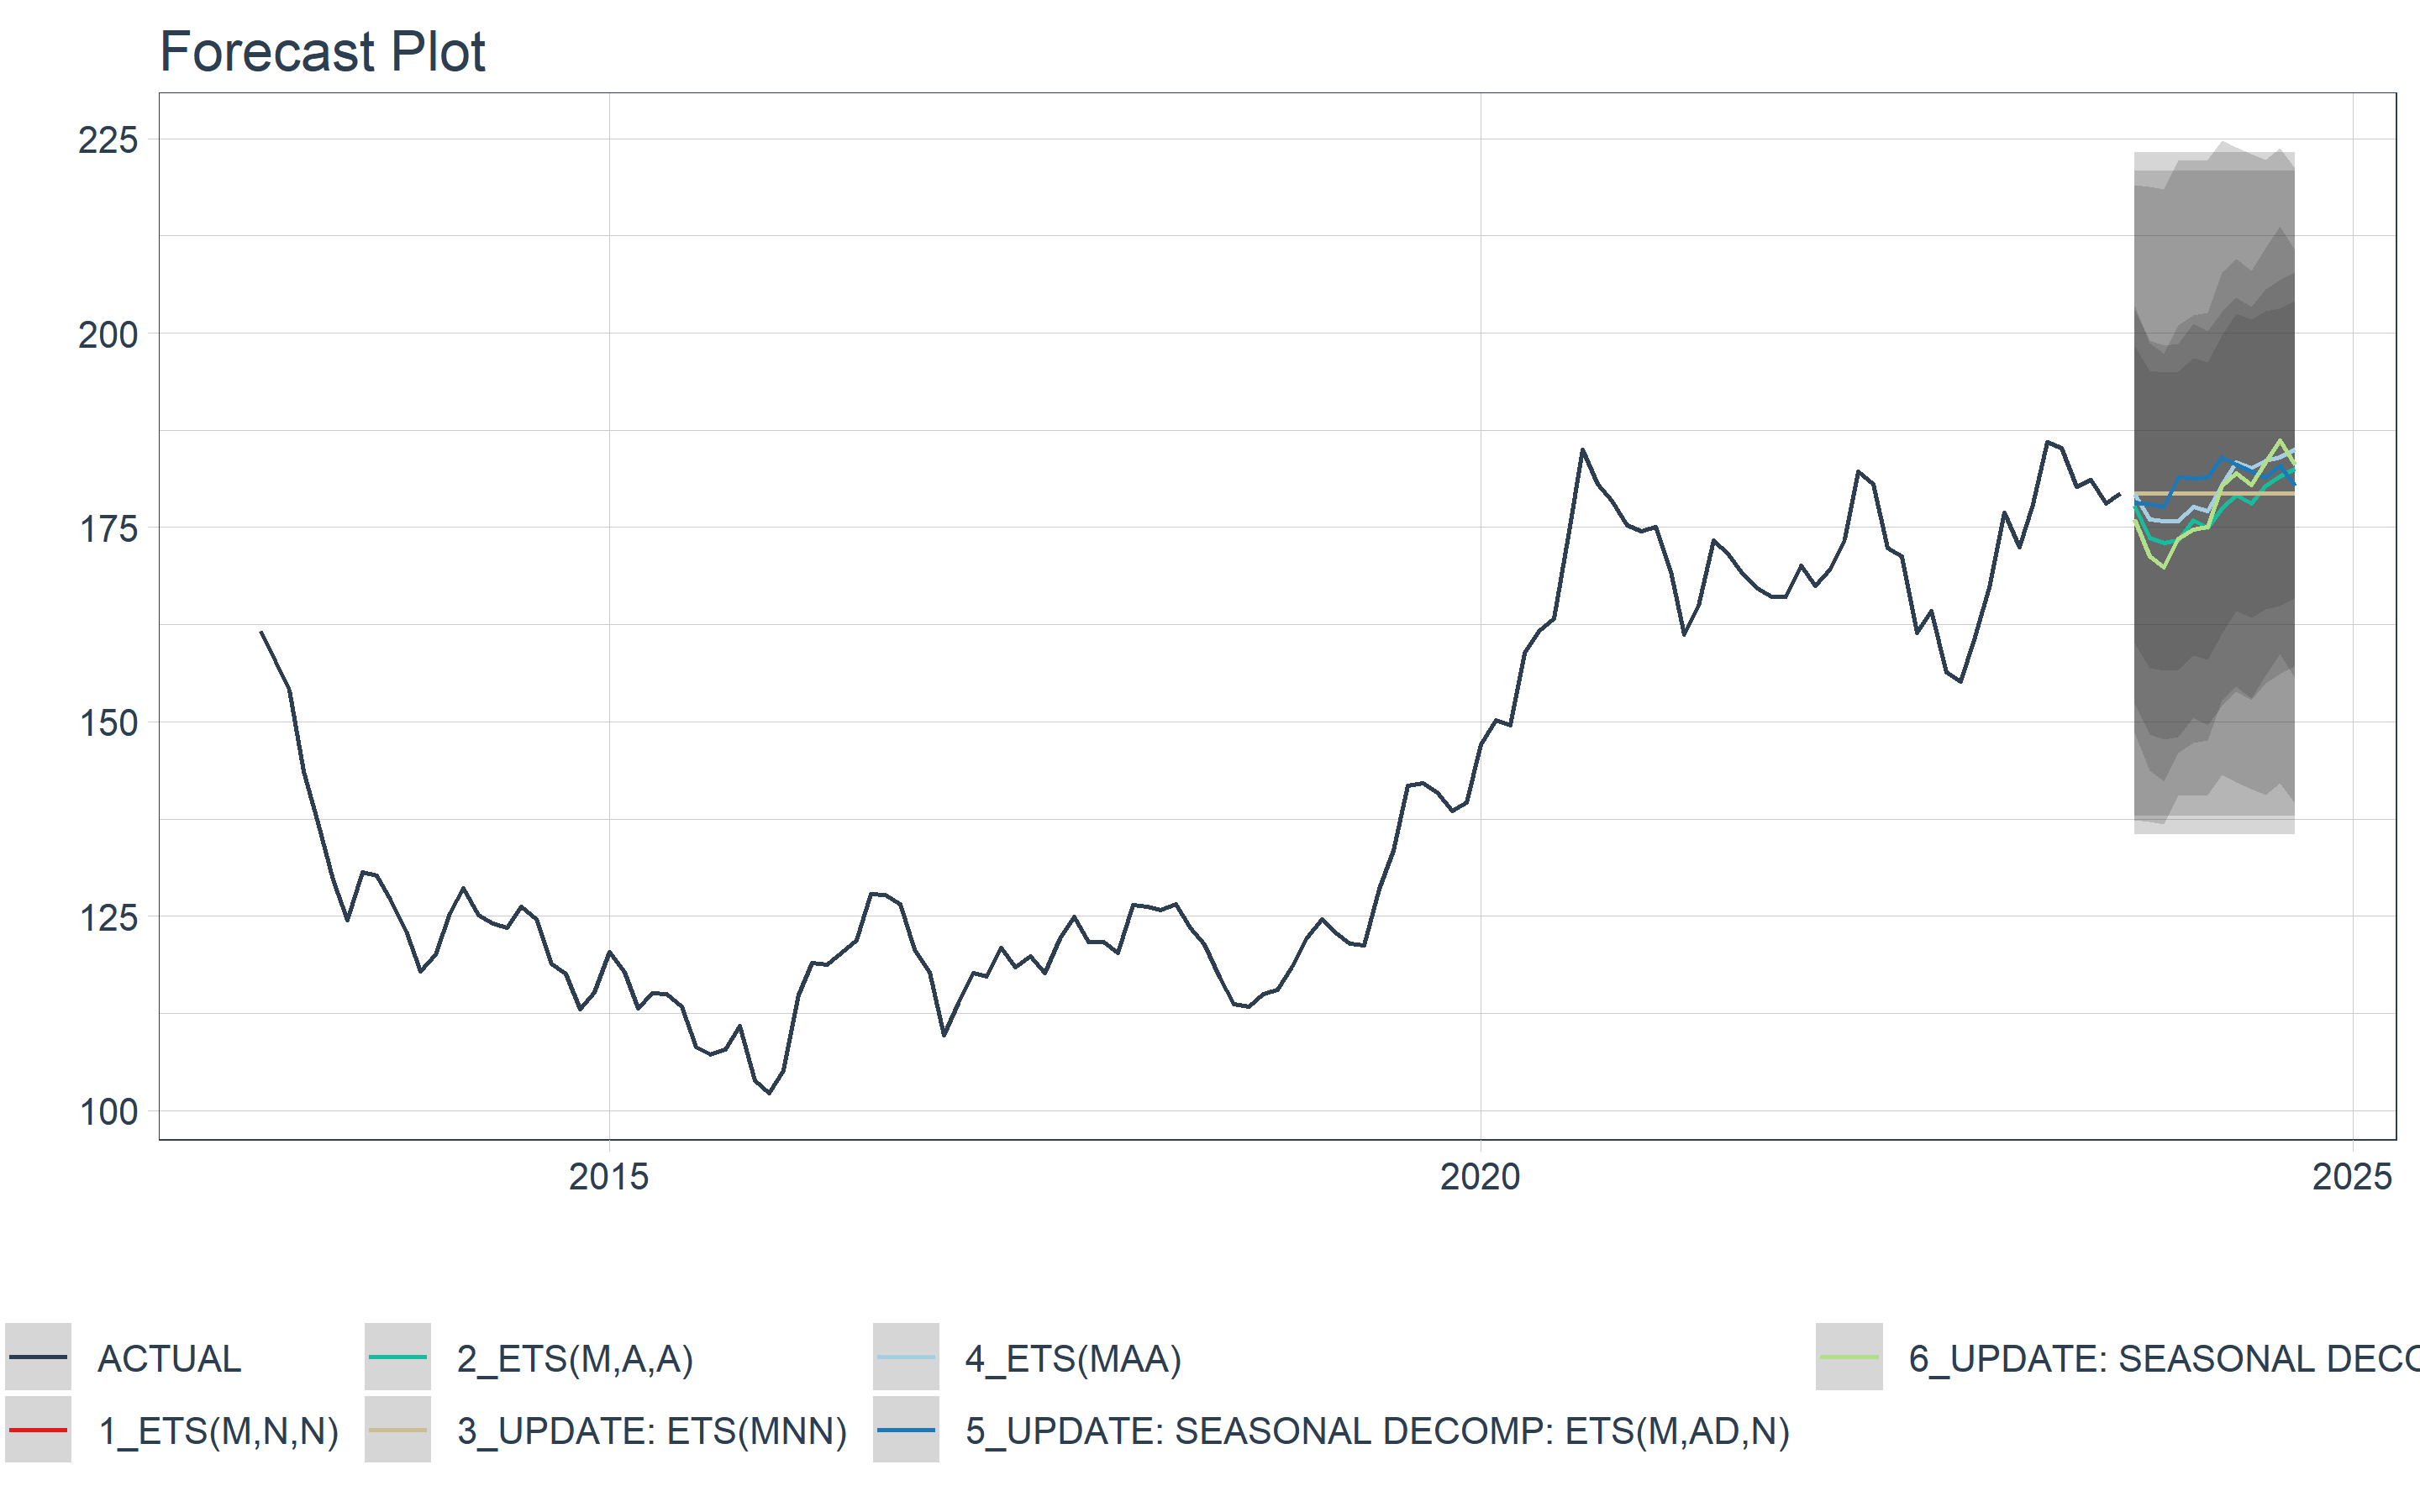 Forecast Plot
225
200
175
150
125
100
2015 2020 2025
ACTUAL 2_ETS(M,A,A) 4_ETS(MAA) 6_UPDATE: SEASONAL
1_ETS(M,N,N) 3_UPDATE: ETS(MNN) 5_UPDATE: SEASONAL DECOMP: ETS(M,AD,N)